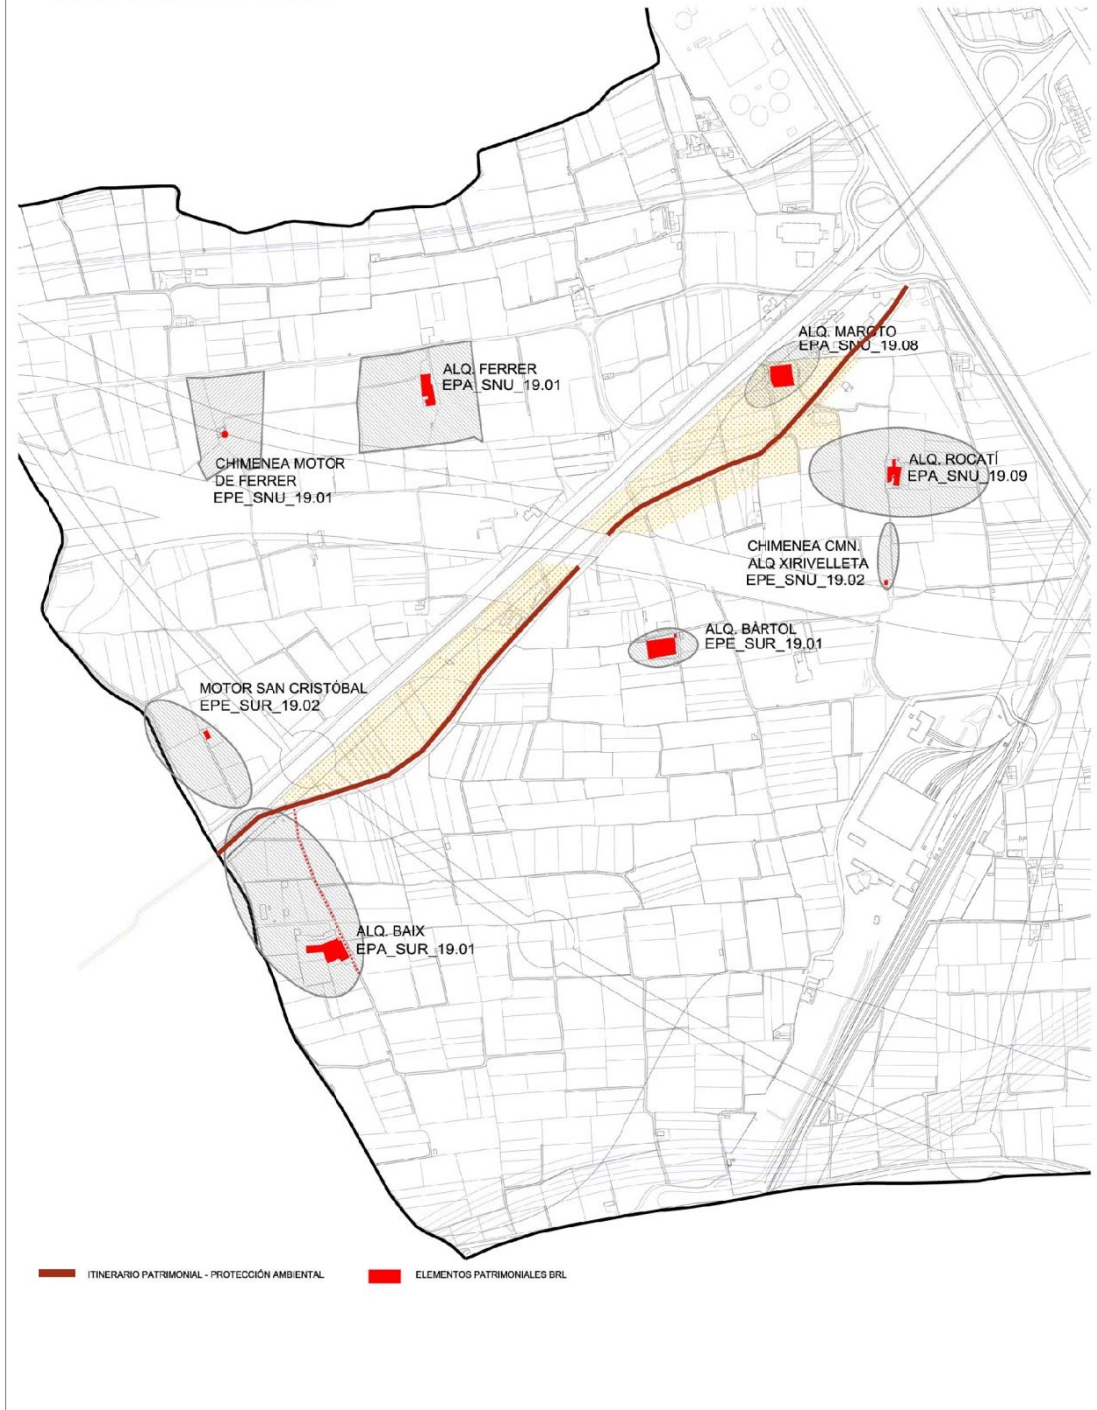 ALQ. MAROTO
EPA_SNU_19.08
ALQ. FERRER
EPA_SNU_19.01
CHIMENEA MOTOR
DE FERRER
EPE_SNU_19.01
ALQ. ROCATÍ
EPA_SNU_19.09
CHIMENEA CMN.
ALQ XIRIVELLETA
EPE_SNU_19.02
ALQ. BÀRTOL
EPE_SUR_19.01
MOTOR SAN CRISTÓBAL
EPE_SUR_19.02
ALQ. BAIX
EPA_SUR_19.01
ITINERARIO PATRIMONIAL - PROTECCIÓN AMBIENTAL
ELEMENTOS PATRIMONIALES BRL